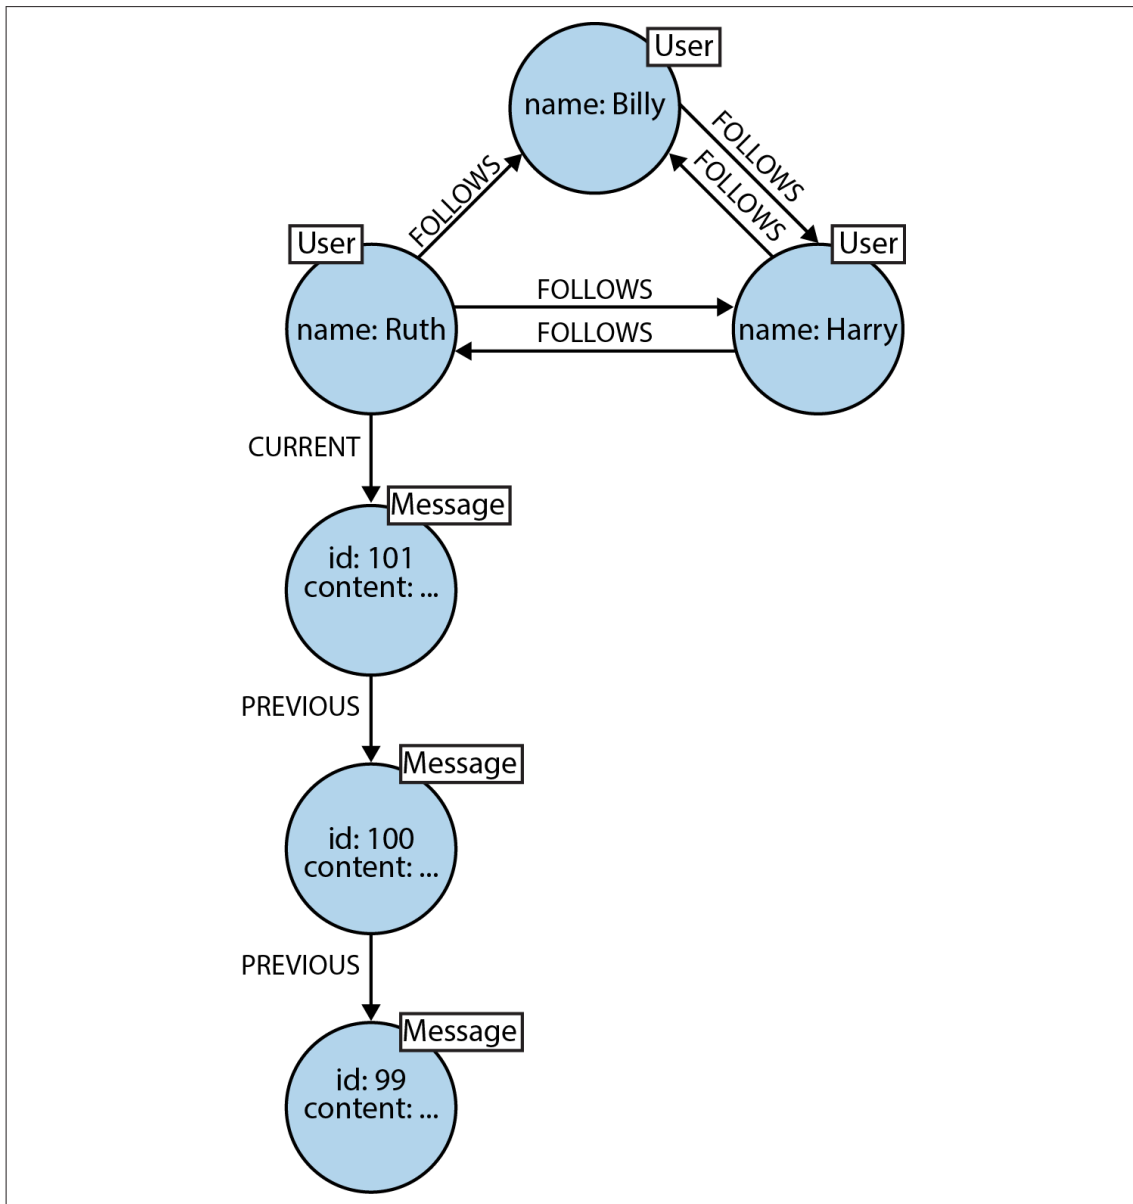 User
name: Billy
FOLLOWS
FOLLOWS
FOLLOWS
User
User
name: Ruth
FOLLOWS
FOLLOWS
name: Harry
CURRENT
Message
id: 101
content: ...
PREVIOUS
Message
id: 100
content: ...
PREVIOUS
Message
id: 99
content: ...